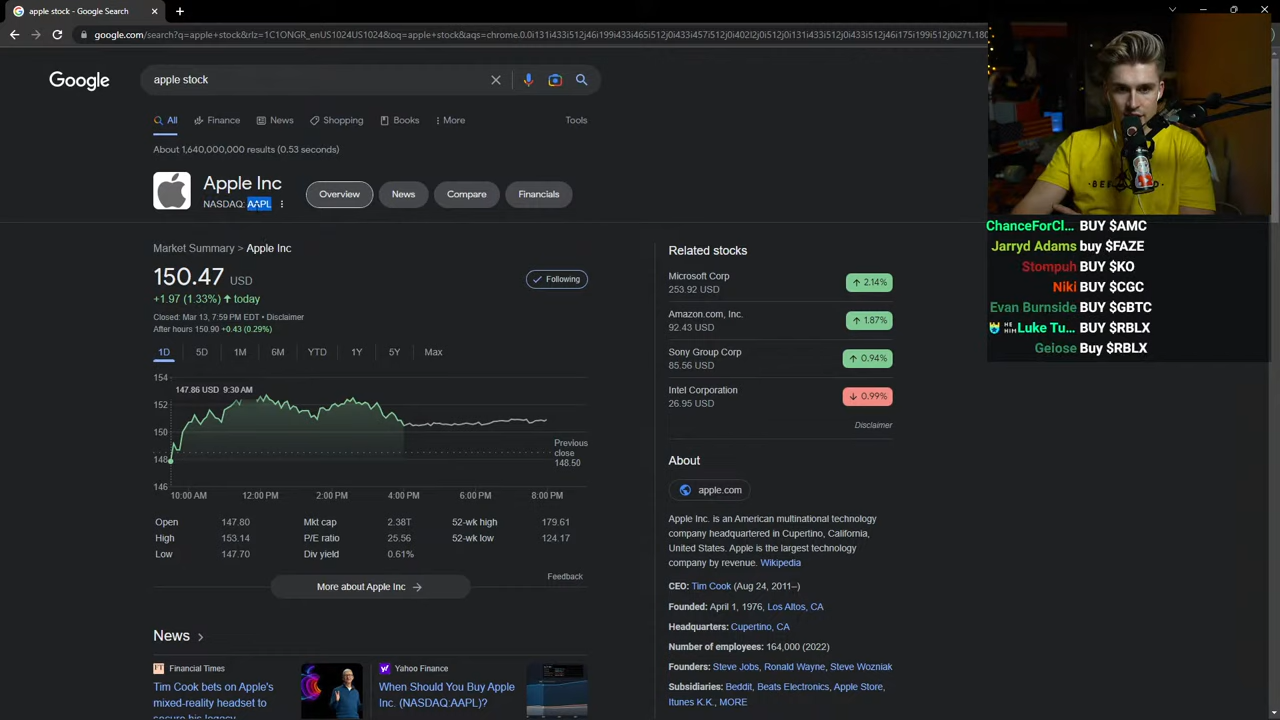 apple stock - Google Search
google.com/search?q=apple+stock&rlz=1C1ONGR_enUS1024US1024&oq=apple+stock&aqs=chrome.0.0i131i433i512j46i199i433i465i512j0i433i457i512j0i402l2j0i512j0i131i433i512j46i175i199i512j0i271.180
Google
apple stock
All
Finance
News
Shopping
Books
More
Tools
About 1,640,000,000 results (0.53 seconds)
Apple Inc
NASDAQ: AAPL
Overview
News
Compare
Financials
Market Summary > Apple Inc
150.47 USD
+1.97 (1.33%) today
Closed: Mar 13, 7:59 PM EDT • Disclaimer
After hours 150.90 +0.43 (0.29%)
Following
1D 5D 1M 6M YTD 1Y 5Y Max
147.86 USD 9:30 AM
154
152
150
148
146
Previous
close
148.50
10:00 AM 12:00 PM 2:00 PM 4:00 PM 6:00 PM 8:00 PM
Open 147.80 Mkt cap 2.38T 52-wk high 179.61
High 153.14 P/E ratio 25.56 52-wk low 124.17
Low 147.70 Div yield 0.61%
Feedback
More about Apple Inc
News
Financial Times
Tim Cook bets on Apple's
mixed-reality headset to
secure his legacy
Yahoo Finance
When Should You Buy Apple
Inc. (NASDAQ:AAPL)?
Related stocks
Microsoft Corp
253.92 USD
2.14%
Amazon.com, Inc.
92.43 USD
1.87%
Sony Group Corp
85.56 USD
0.94%
Intel Corporation
26.95 USD
0.99%
Disclaimer
About
apple.com
Apple Inc. is an American multinational technology
company headquartered in Cupertino, California,
United States. Apple is the largest technology
company by revenue. Wikipedia
CEO: Tim Cook (Aug 24, 2011–)
Founded: April 1, 1976, Los Altos, CA
Headquarters: Cupertino, CA
Number of employees: 164,000 (2022)
Founders: Steve Jobs, Ronald Wayne, Steve Wozniak
Subsidiaries: Beddit, Beats Electronics, Apple Store,
Itunes K.K., MORE
ChanceForCl... BUY $AMC
Jarryd Adams buy $FAZE
Stompuh BUY $KO
Niki BUY $CGC
Evan Burnside BUY $GBTC
HE HIM Luke Tu... BUY $RBLX
Geiose Buy $RBLX